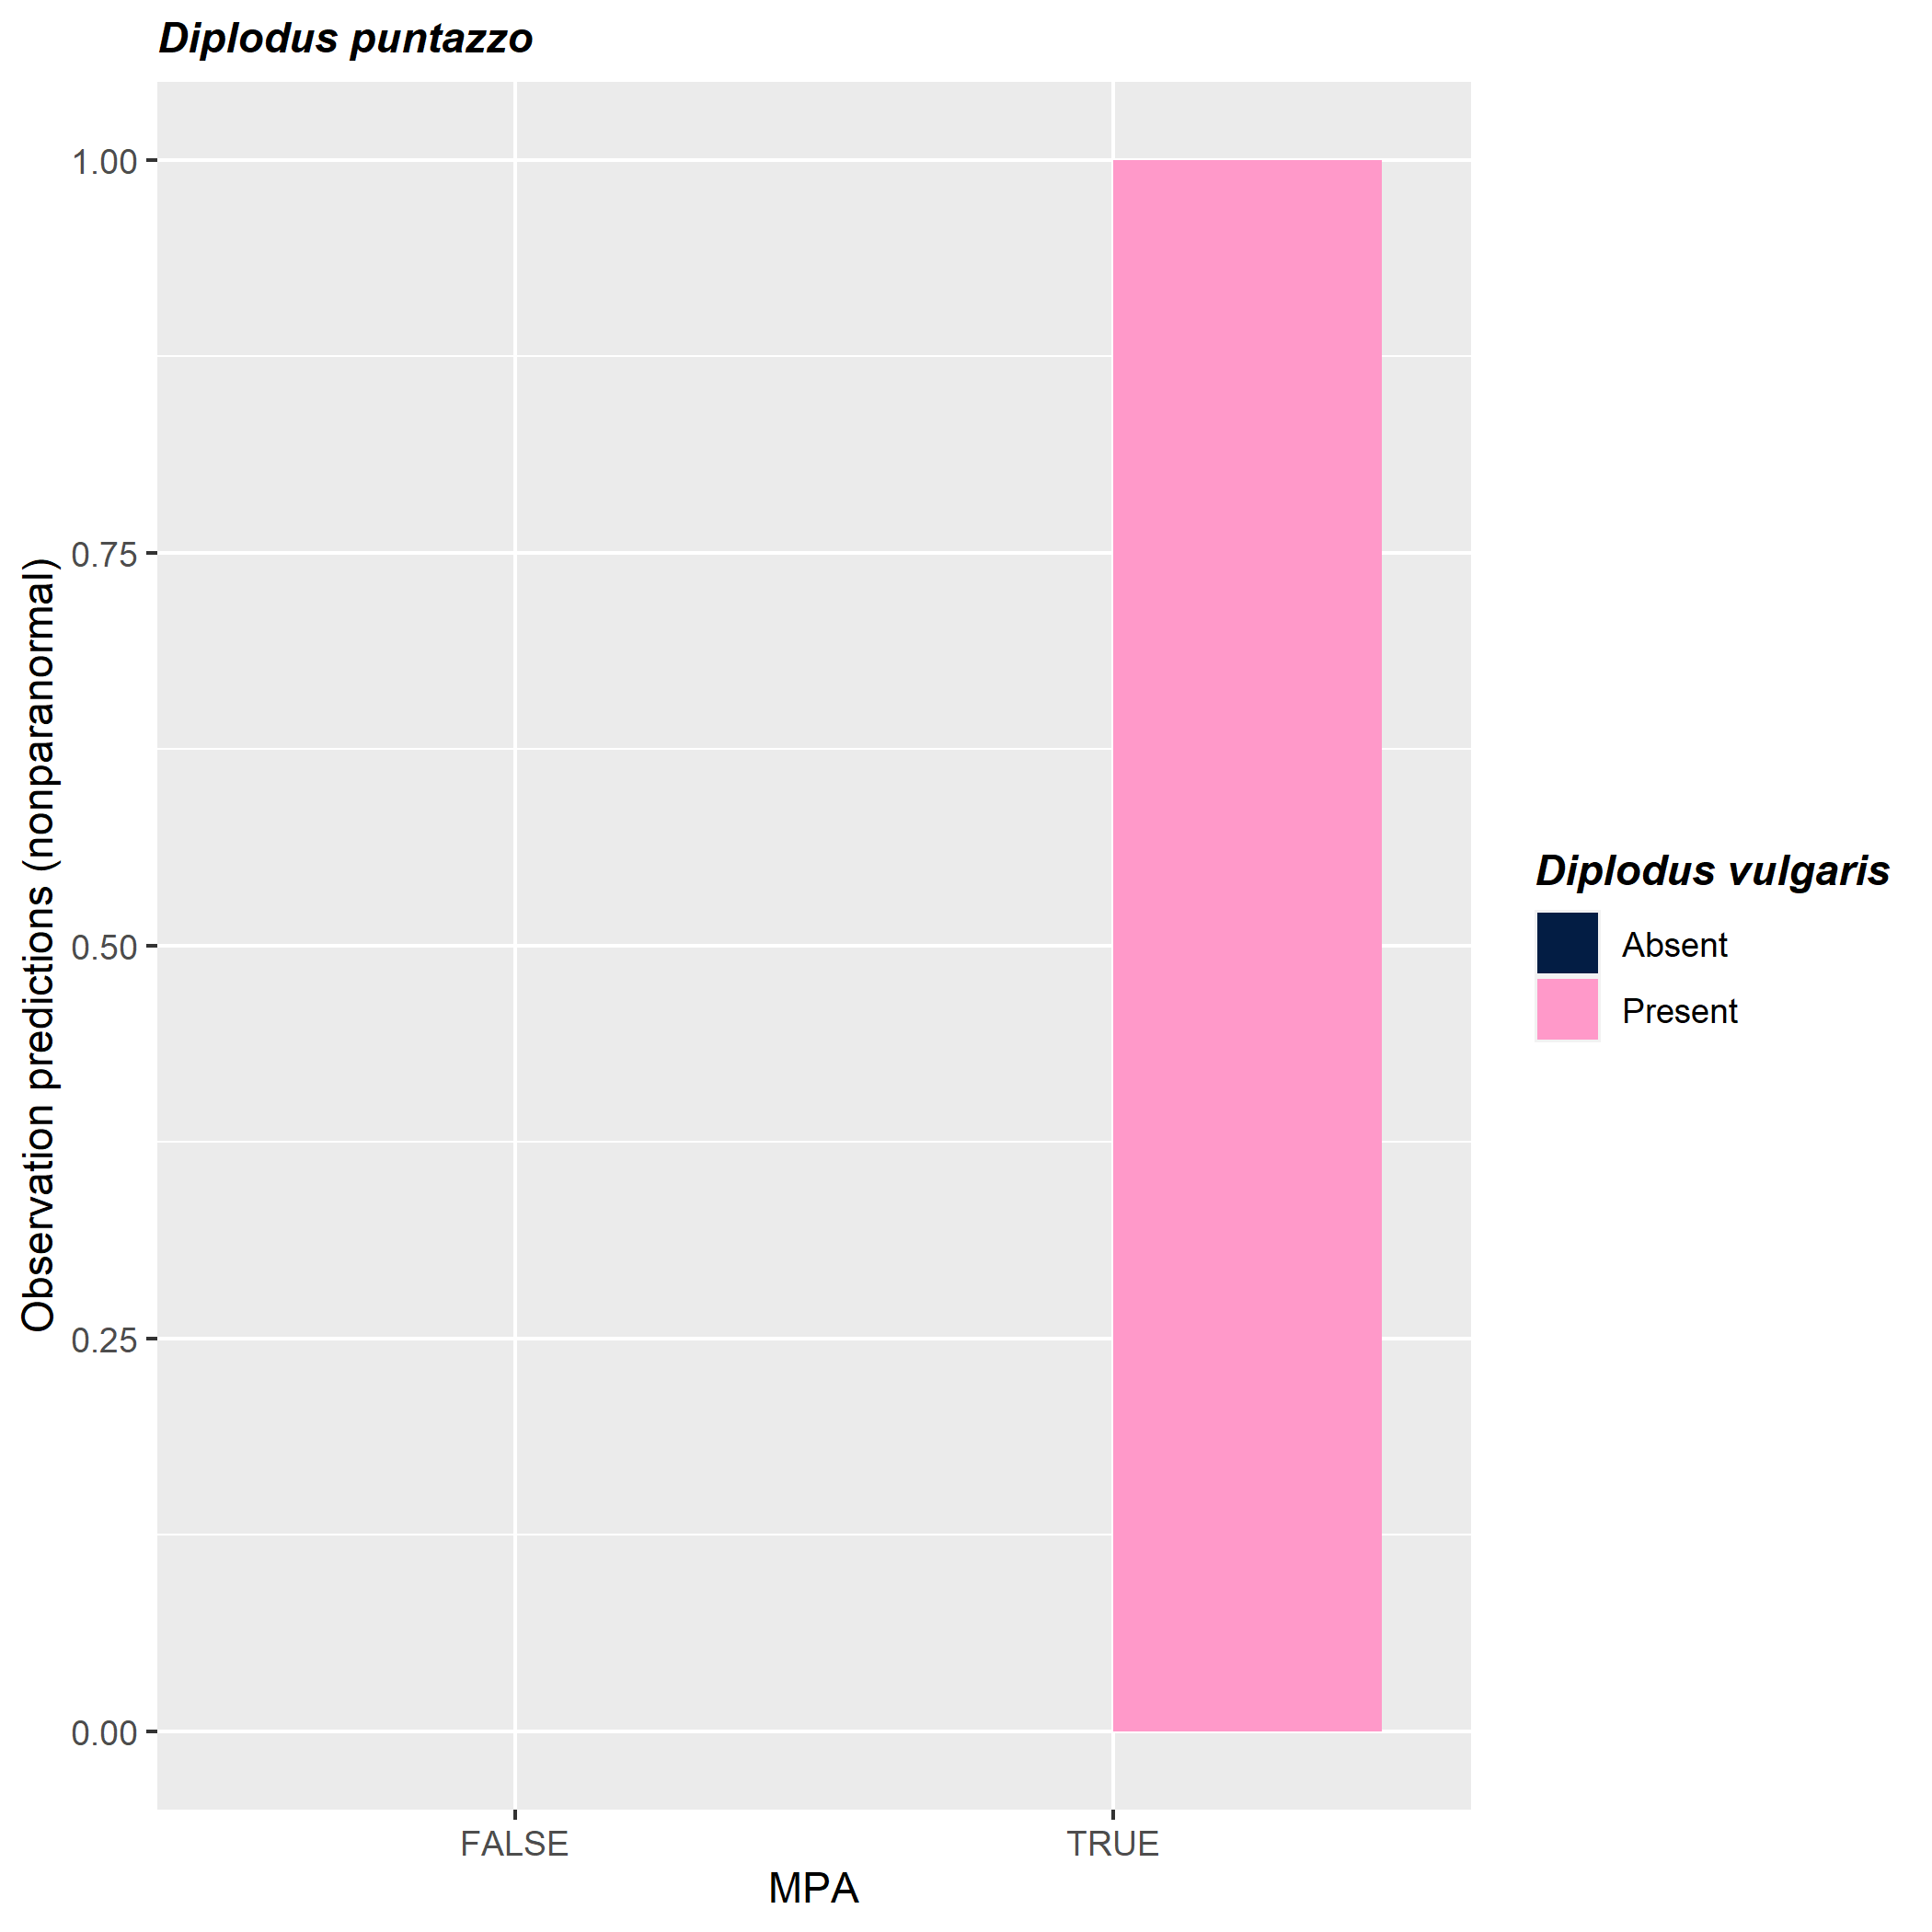 Diplodus puntazzo
Observation predictions (nonparanormal)
1.00
0.75
0.50
0.25
0.00
FALSE
TRUE
MPA
Diplodus vulgaris
Absent
Present